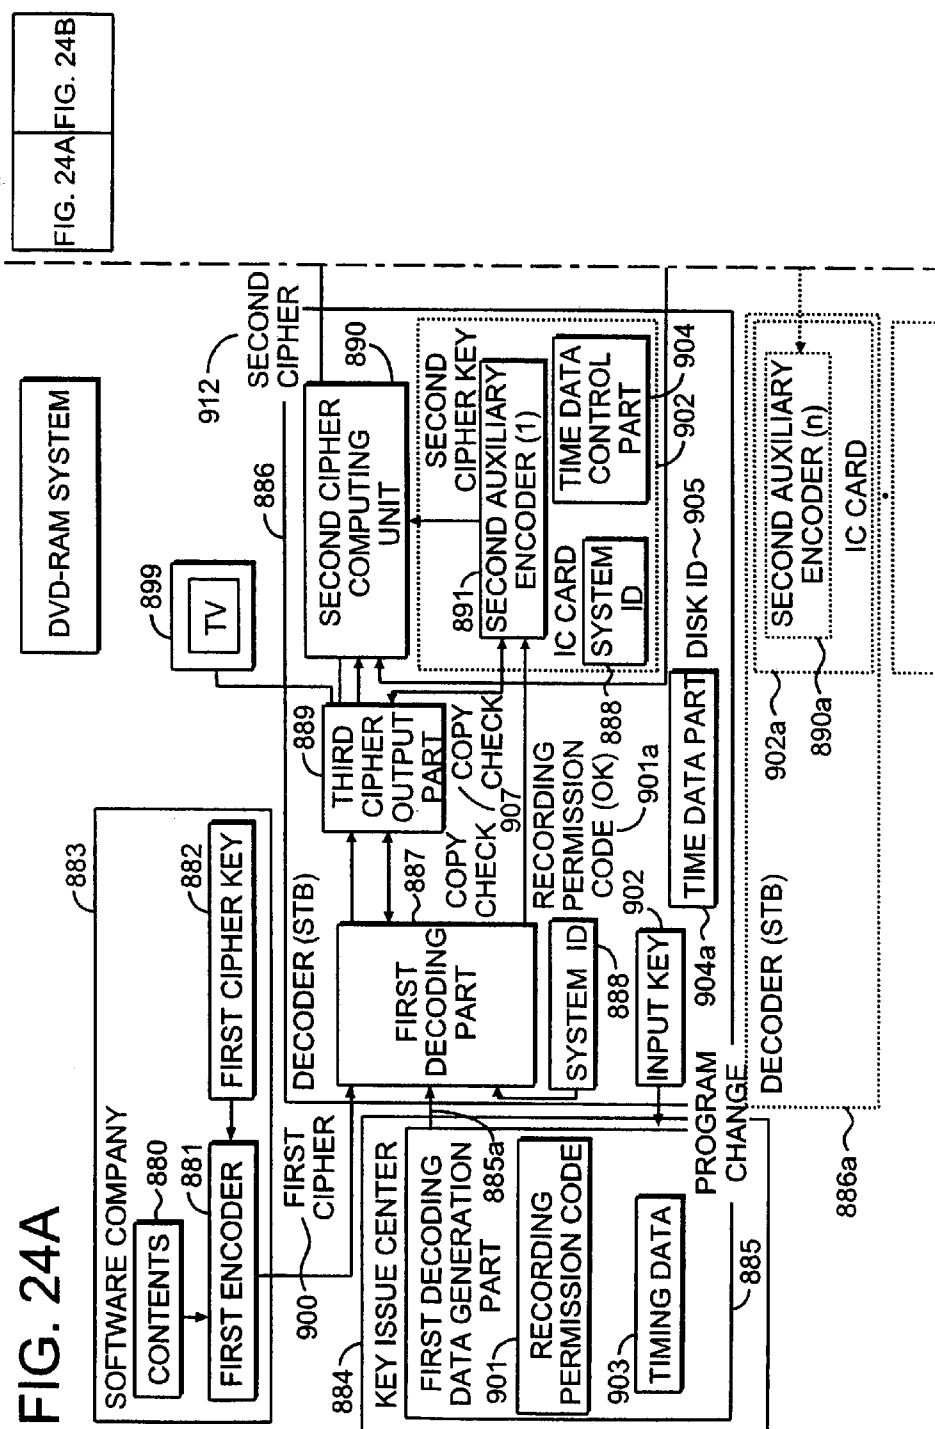 FIG. 24A
DVD-RAM SYSTEM
FIG. 24A
FIG. 24B
SOFTWARE COMPANY
883
CONTENTS
880
FIRST ENCODER
881
FIRST CIPHER KEY
882
900
FIRST
CIPHER
884
KEY ISSUE CENTER
FIRST DECODING
DATA GENERATION
PART
885a
901
RECORDING
PERMISSION CODE
903
TIMING DATA
885
PROGRAM
CHANGE
DECODER (STB)
886
FIRST
DECODING
PART
887
SYSTEM ID
888
INPUT KEY
902
889
THIRD
CIPHER
OUTPUT
PART
899
TV
COPY
CHECK
COPY
CHECK
907
RECORDING
PERMISSION
CODE (OK)
901a
904a
TIME DATA PART
DISK ID
905
912
SECOND
CIPHER
890
SECOND CIPHER
COMPUTING
UNIT
SECOND
CIPHER KEY
891
SECOND AUXILIARY
ENCODER (1)
IC CARD
SYSTEM
ID
888
TIME DATA
CONTROL
PART
904
902
DECODER (STB)
886a
902a
890a
SECOND AUXILIARY
ENCODER (n)
IC CARD